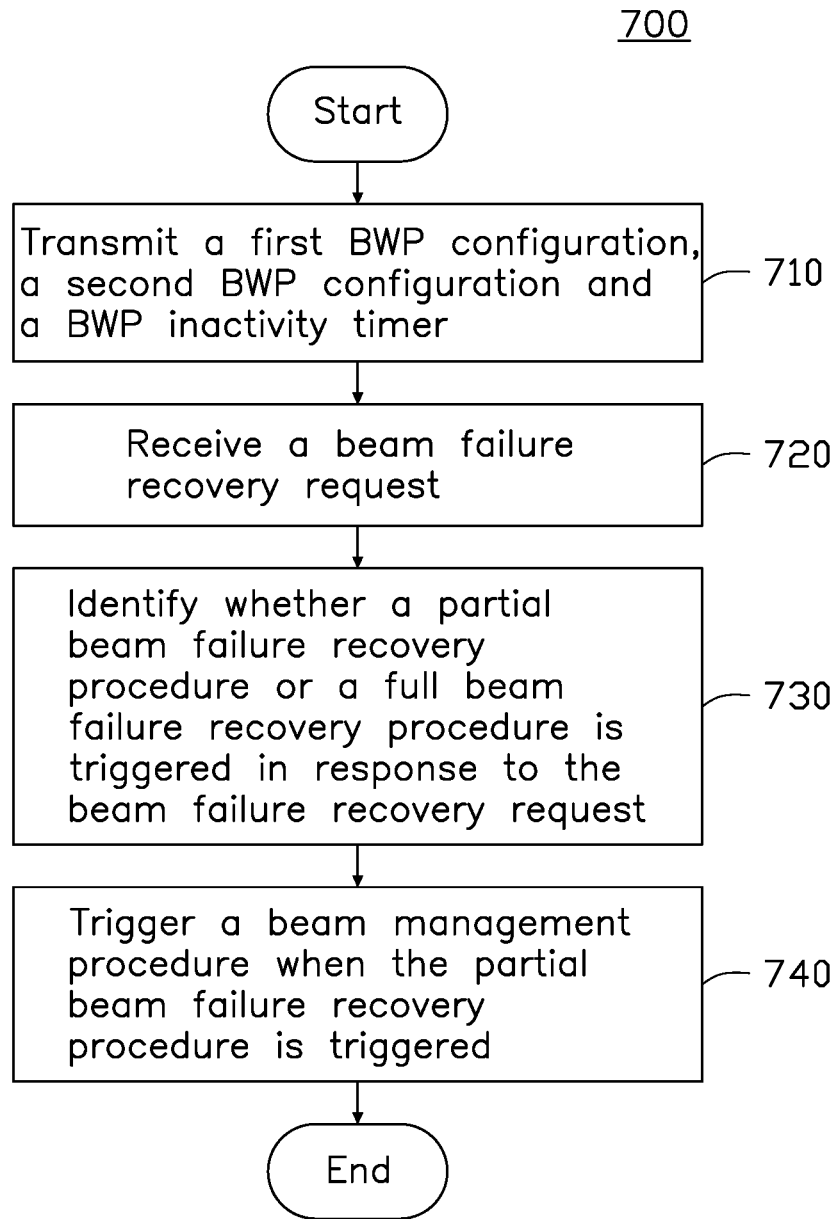 700
Start
Transmit a first BWP configuration,
a second BWP configuration and
a BWP inactivity timer
710
Receive a beam failure
recovery request
720
Identify whether a partial
beam failure recovery
procedure or a full beam
failure recovery procedure is
triggered in response to the
beam failure recovery request
730
Trigger a beam management
procedure when the partial
beam failure recovery
procedure is triggered
740
End